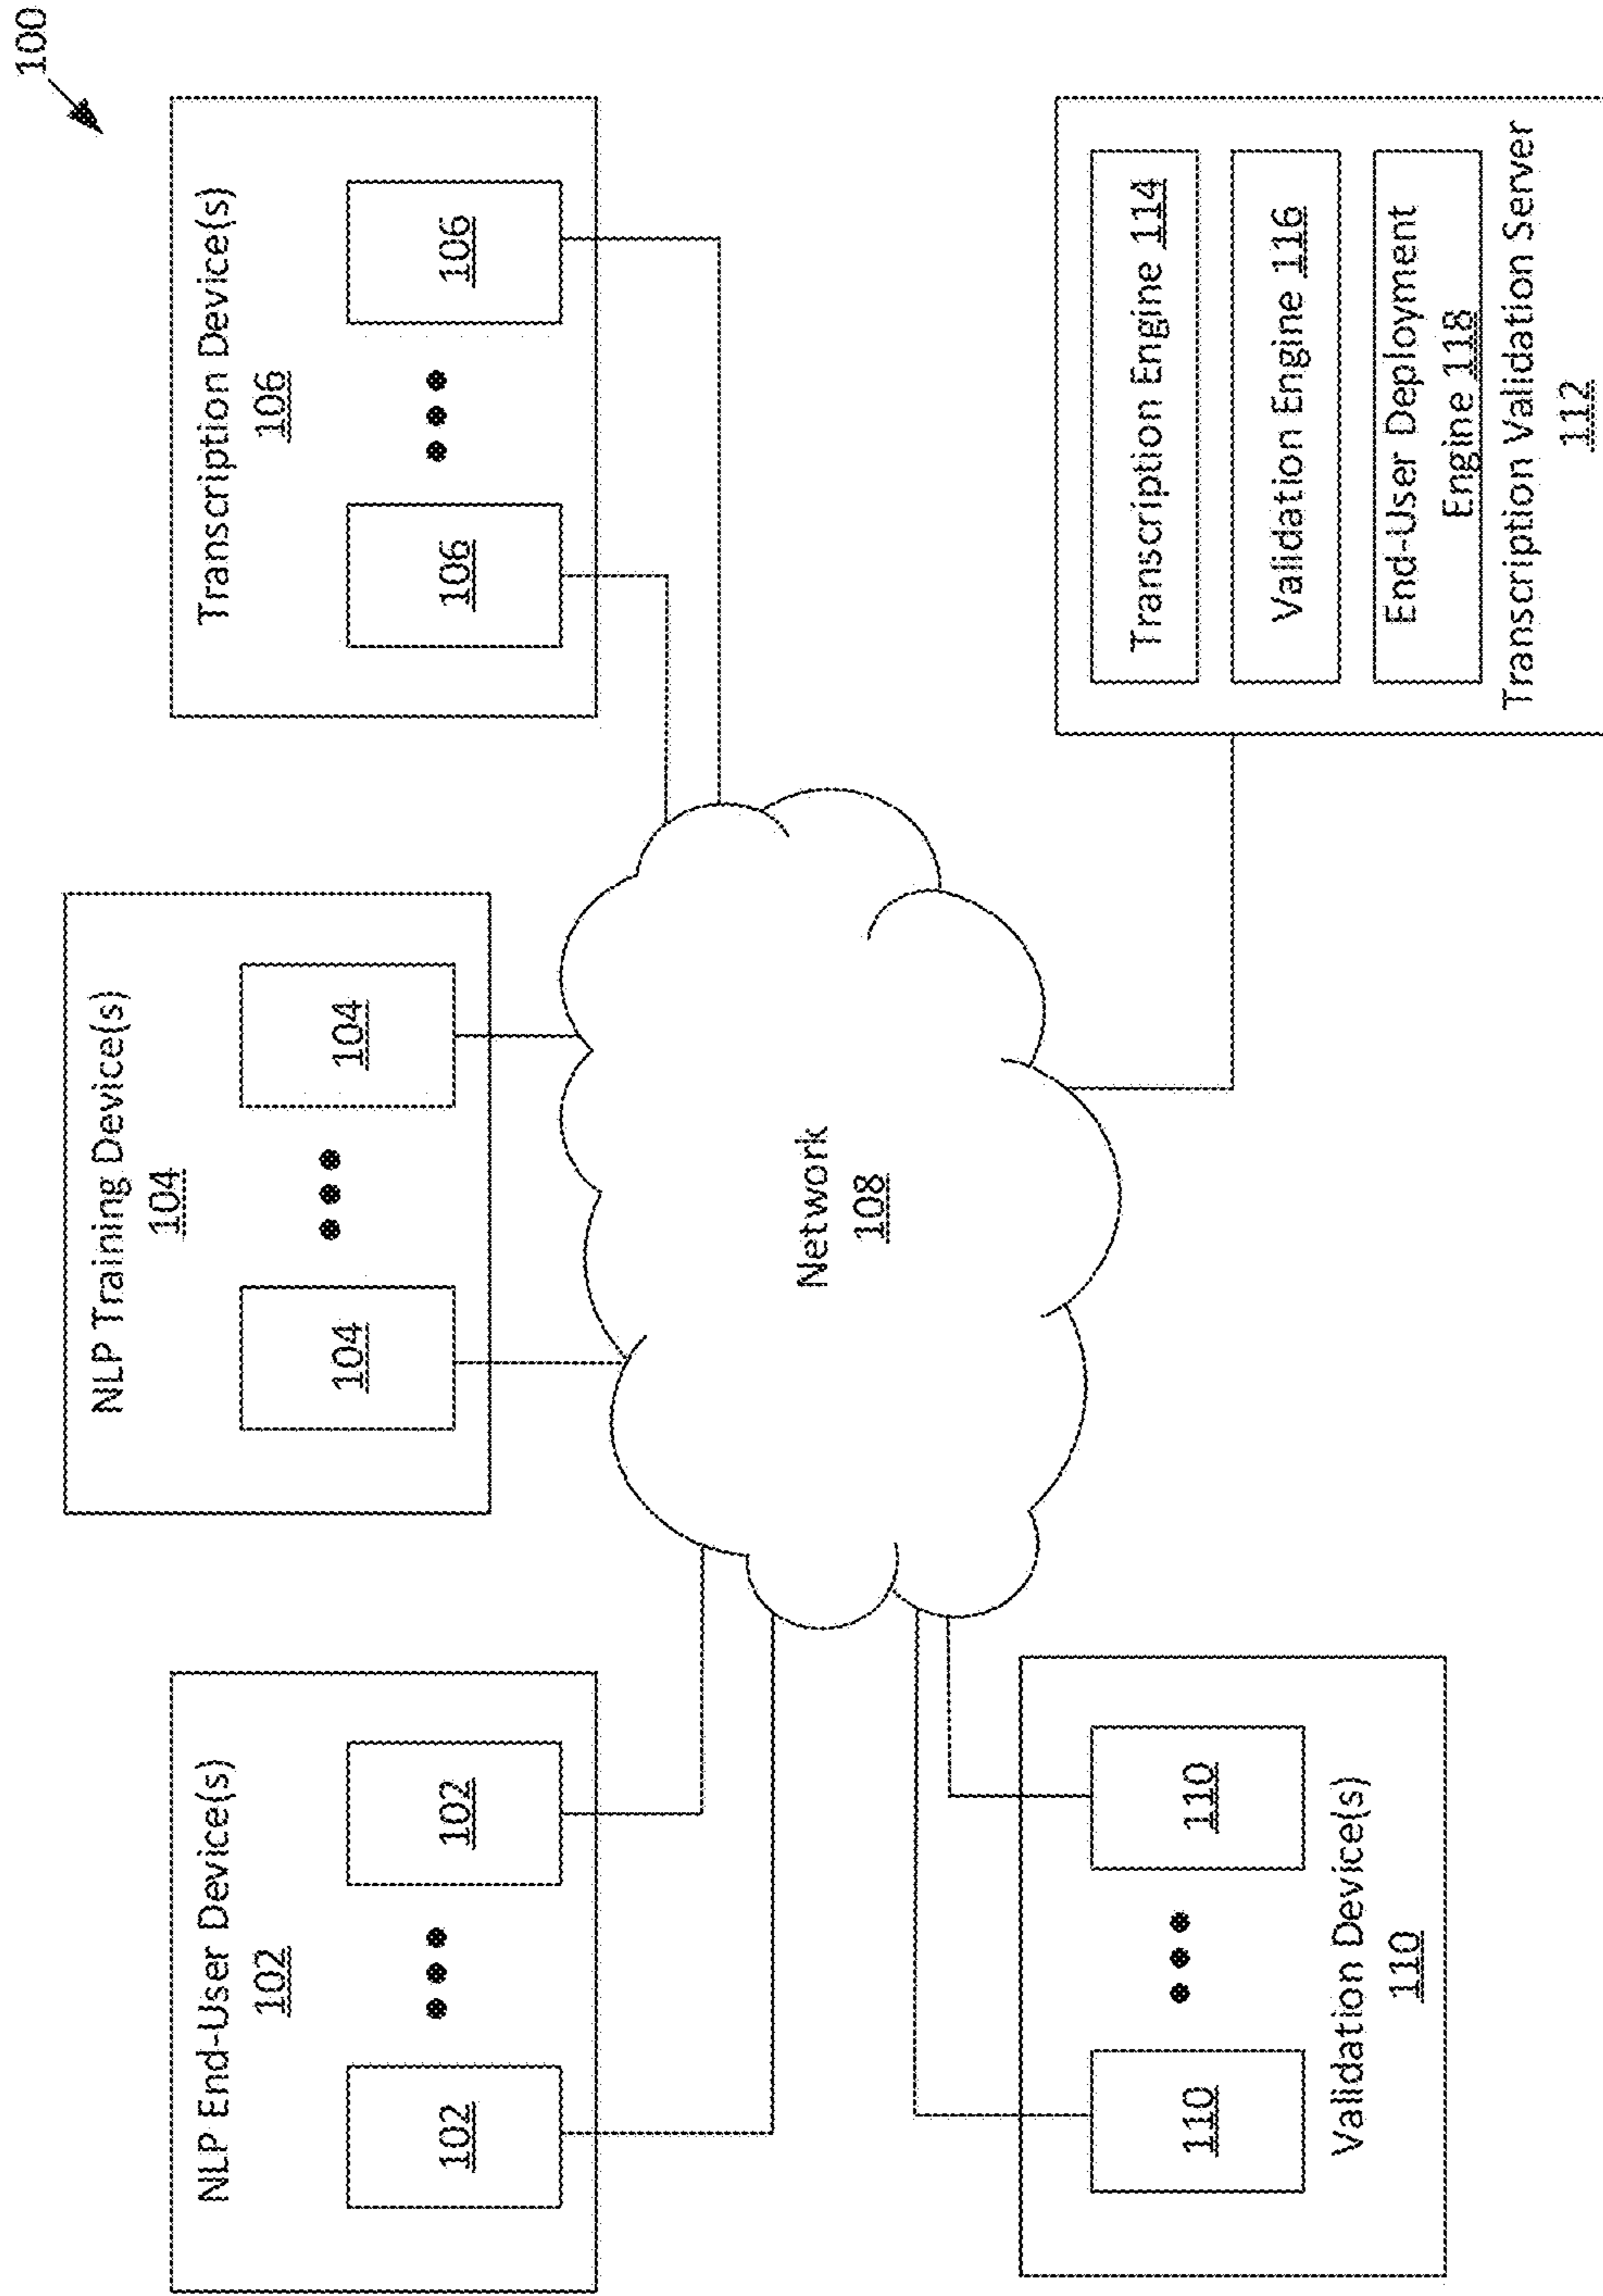 100
NLP End-User Device(s)
102
102
102
NLP Training Device(s)
104
104
104
Transcription Device(s)
106
106
106
Network
108
110
110
Validation Device(s)
110
Transcription Engine 114
Validation Engine 116
End-User Deployment
Engine 118
Transcription Validation Server
112